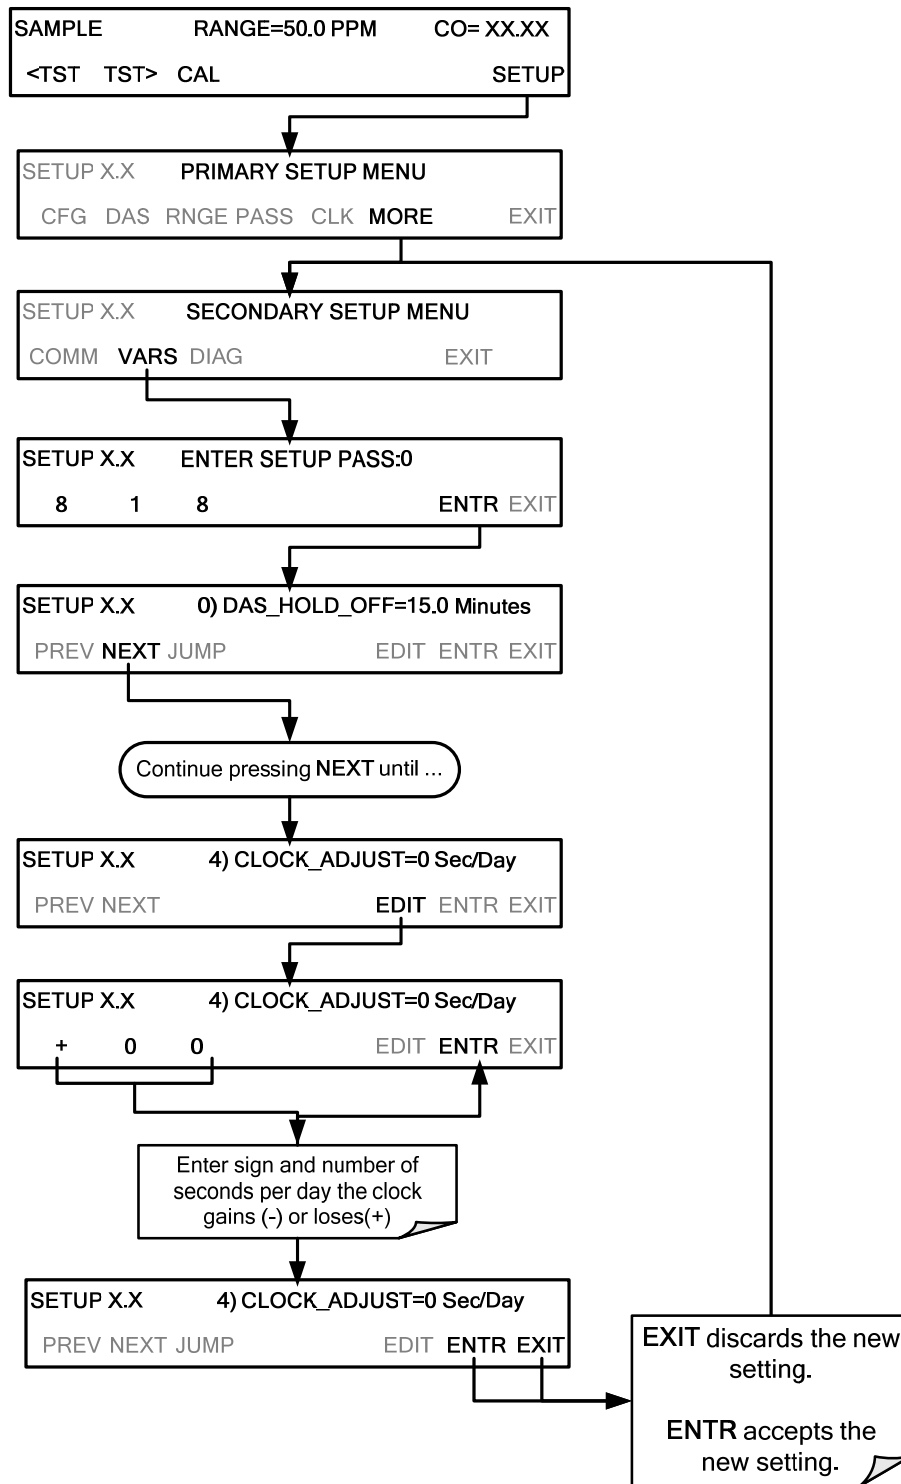 SAMPLE RANGE=50.0 PPM CO= XX.XX
<TST TST> CAL SETUP
SETUP X.X PRIMARY SETUP MENU
CFG DAS RNGE PASS CLK MORE EXIT
SETUP X.X SECONDARY SETUP MENU
COMM VARS DIAG EXIT
SETUP X.X ENTER SETUP PASS:0
8 1 8 ENTR EXIT
SETUP X.X 0) DAS_HOLD_OFF=15.0 Minutes
PREV NEXT JUMP EDIT ENTR EXIT
Continue pressing NEXT until ...
SETUP X.X 4) CLOCK_ADJUST=0 Sec/Day
PREV NEXT EDIT ENTR EXIT
SETUP X.X 4) CLOCK_ADJUST=0 Sec/Day
+ 0 0 EDIT ENTR EXIT
Enter sign and number of
seconds per day the clock
gains (-) or loses(+)
SETUP X.X 4) CLOCK_ADJUST=0 Sec/Day
PREV NEXT JUMP EDIT ENTR EXIT
EXIT discards the new
setting.
ENTR accepts the
new setting.